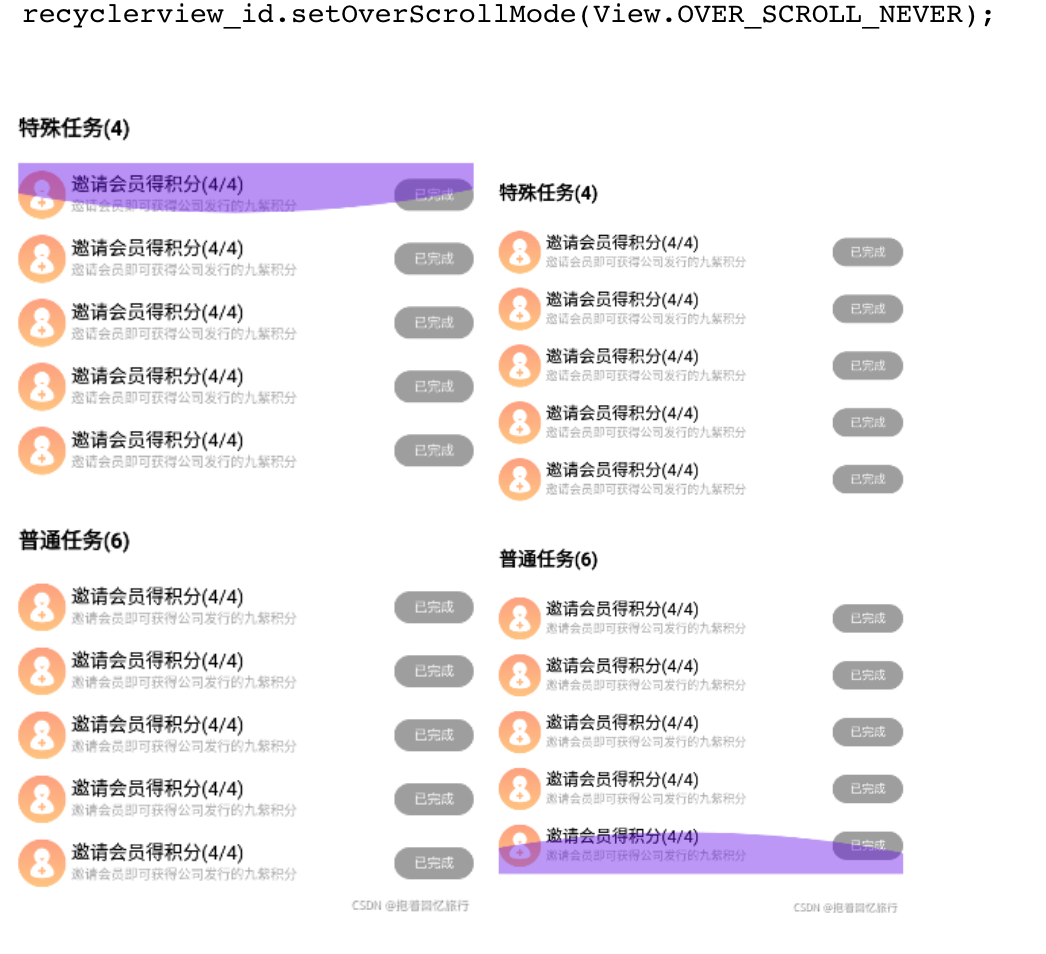 recyclerview_id.setOverScrollMode(View.OVER_SCROLL_NEVER);
特殊任务(4)
邀请会员得积分(4/4)
邀请会员即可获得公司发行的九紫积分
已完成
邀请会员得积分(4/4)
邀请会员即可获得公司发行的九紫积分
已完成
邀请会员得积分(4/4)
邀请会员即可获得公司发行的九紫积分
已完成
邀请会员得积分(4/4)
邀请会员即可获得公司发行的九紫积分
已完成
邀请会员得积分(4/4)
邀请会员即可获得公司发行的九紫积分
已完成
普通任务(6)
邀请会员得积分(4/4)
邀请会员即可获得公司发行的九紫积分
已完成
邀请会员得积分(4/4)
邀请会员即可获得公司发行的九紫积分
已完成
邀请会员得积分(4/4)
邀请会员即可获得公司发行的九紫积分
已完成
邀请会员得积分(4/4)
邀请会员即可获得公司发行的九紫积分
已完成
邀请会员得积分(4/4)
邀请会员即可获得公司发行的九紫积分
已完成
CSDN @抱着回忆旅行
特殊任务(4)
邀请会员得积分(4/4)
邀请会员即可获得公司发行的九紫积分
已完成
邀请会员得积分(4/4)
邀请会员即可获得公司发行的九紫积分
已完成
邀请会员得积分(4/4)
邀请会员即可获得公司发行的九紫积分
已完成
邀请会员得积分(4/4)
邀请会员即可获得公司发行的九紫积分
已完成
邀请会员得积分(4/4)
邀请会员即可获得公司发行的九紫积分
已完成
普通任务(6)
邀请会员得积分(4/4)
邀请会员即可获得公司发行的九紫积分
已完成
邀请会员得积分(4/4)
邀请会员即可获得公司发行的九紫积分
已完成
邀请会员得积分(4/4)
邀请会员即可获得公司发行的九紫积分
已完成
邀请会员得积分(4/4)
邀请会员即可获得公司发行的九紫积分
已完成
邀请会员得积分(4/4)
邀请会员即可获得公司发行的九紫积分
已完成
CSDN @抱着回忆旅行